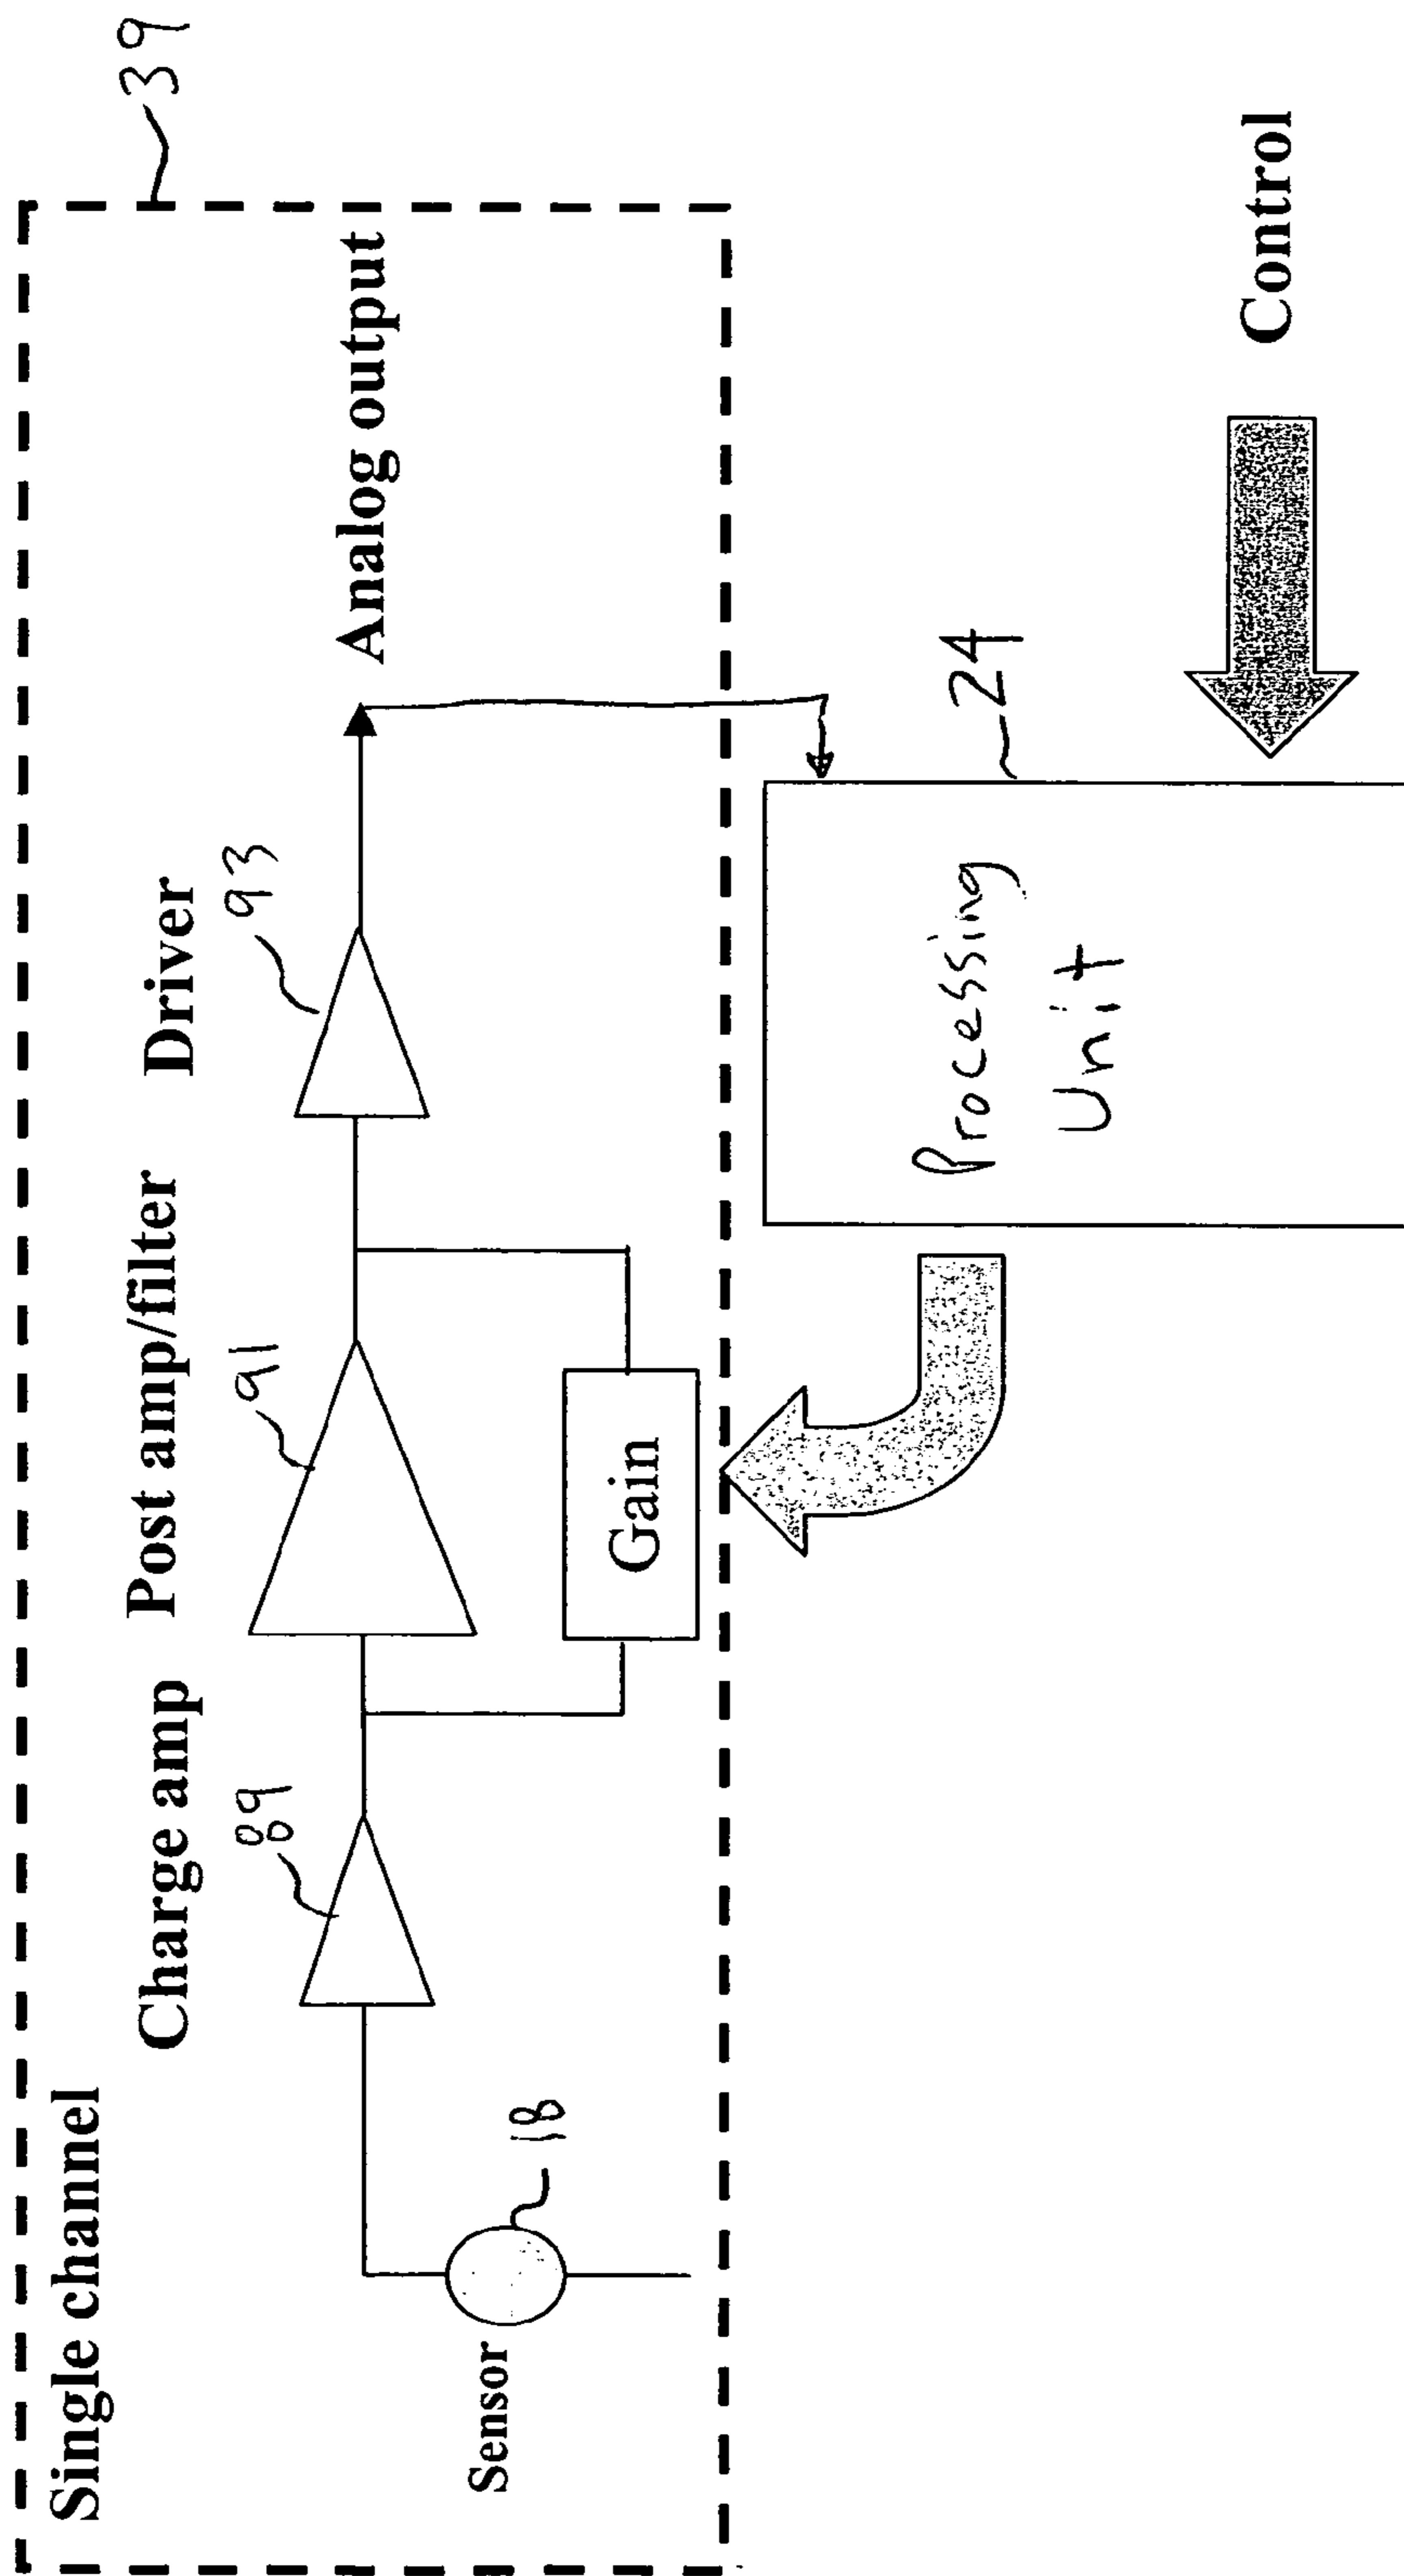 39
Single channel
Charge amp
Post amp/filter
Driver
89
91
93
Analog output
Sensor
18
Gain
24
Processing
Unit
Control